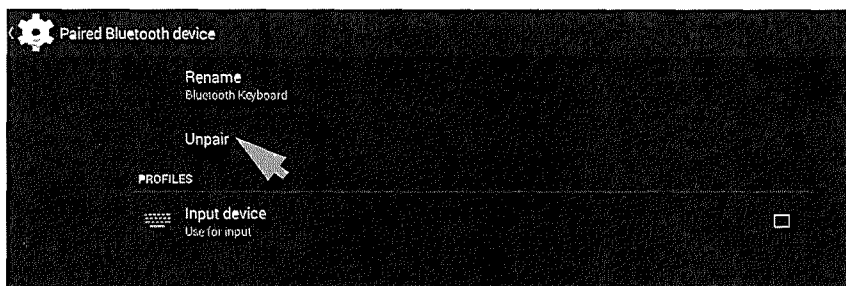 Paired Bluetooth device
Rename
Bluetooth Keyboard
Unpair
PROFILES
Input device
Use for input